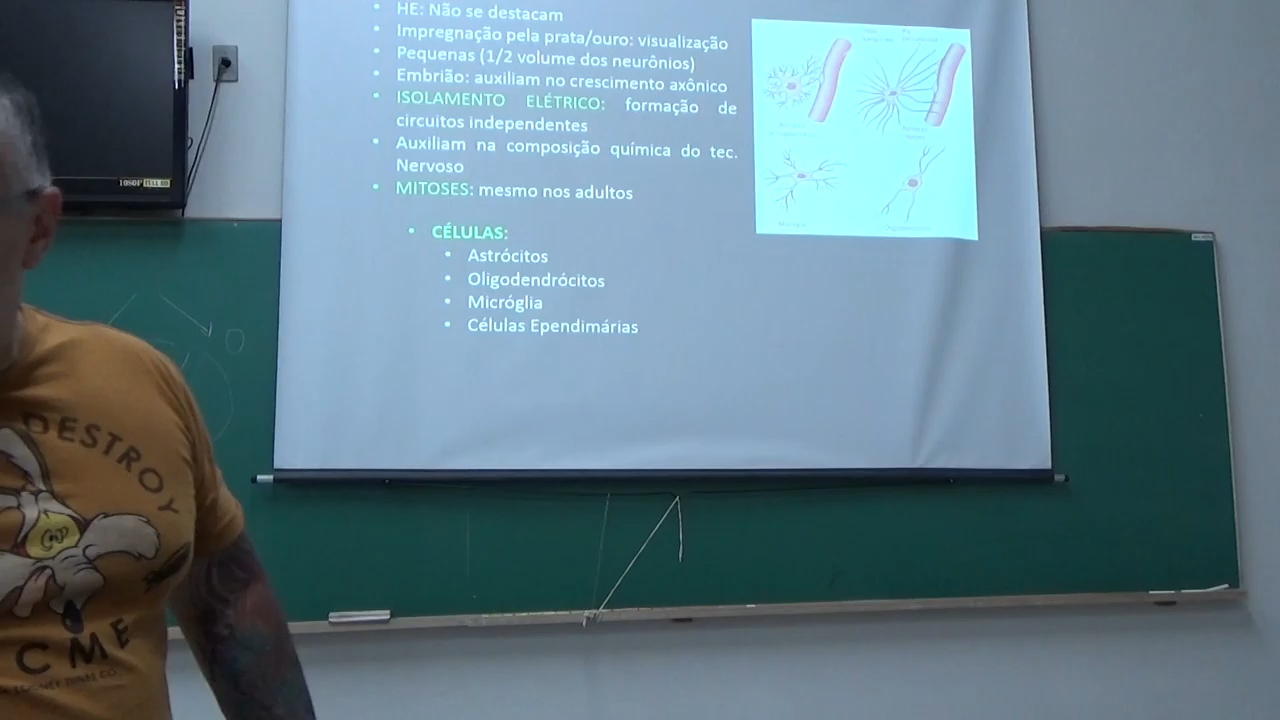 HE: Não se destacam
Impregnação pela prata/ouro: visualização
Pequenas (1/2 volume dos neurônios)
Embrião: auxiliam no crescimento axônico
ISOLAMENTO ELÉTRICO: formação de
circuitos independentes
Auxiliam na composição química do tec.
Nervoso
MITOSES: mesmo nos adultos
CÉLULAS:
Astrócitos
Oligodendrócitos
Micróglia
Células Ependimárias
1080P FULL HD
DESTROY
CME